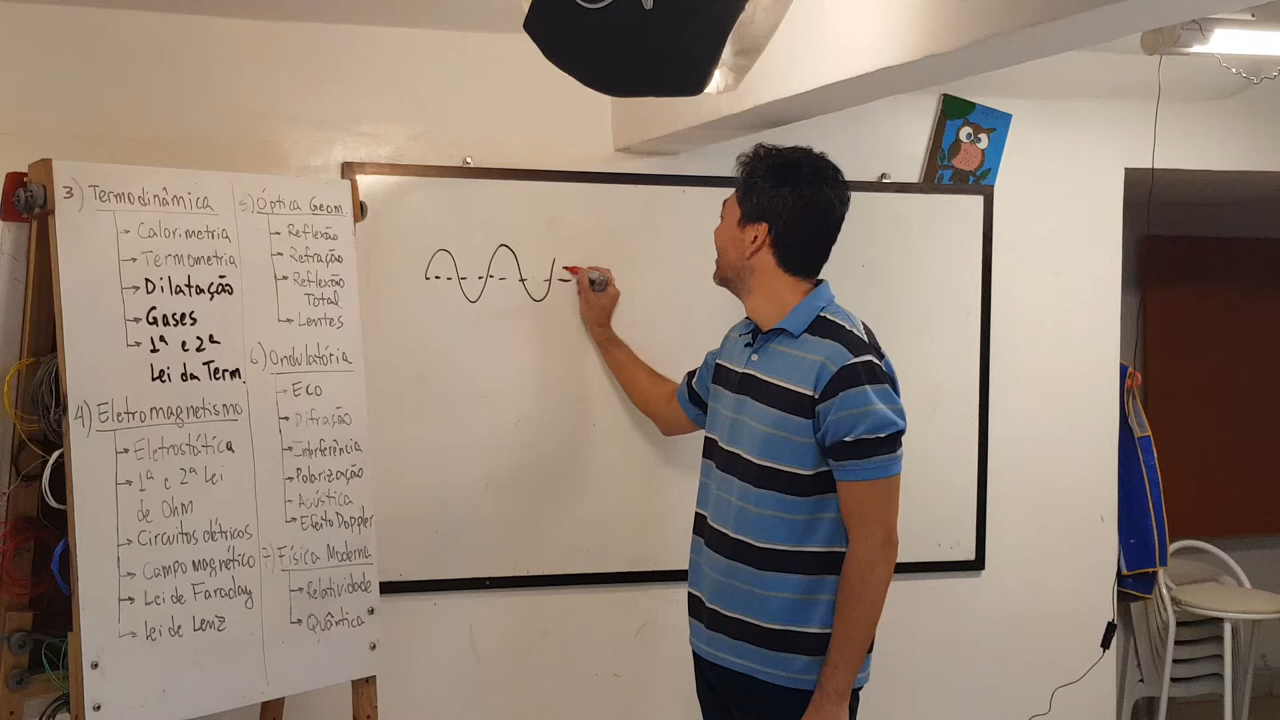 3) Termodinâmica
Calorimetria
Termometria
Dilatação
Gases
1ª e 2ª
Lei da Term.
4) Eletromagnetismo
Eletrostática
1ª e 2ª Lei
de Ohm
Circuitos elétricos
Campo magnético
Lei de Faraday
Lei de Lenz
5) Óptica Geom.
Reflexão
Refração
Reflexão
Total
Lentes
6) Ondulatória
Eco
Difração
Interferência
Polarização
Acústica
Efeito Doppler
7) Física Moderna
Relatividade
Quântica